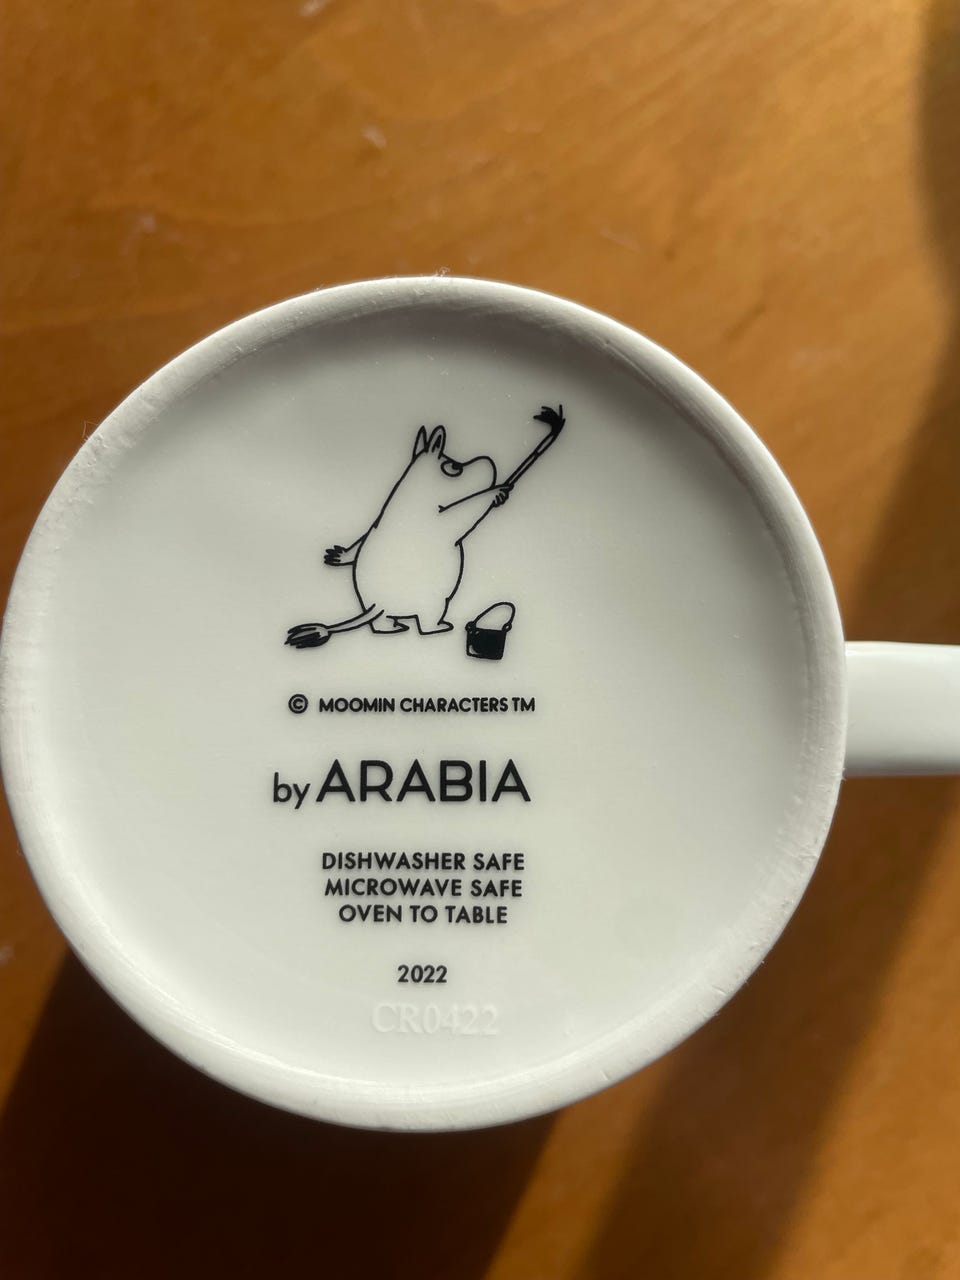 © MOOMIN CHARACTERS TM
by ARABIA
DISHWASHER SAFE
MICROWAVE SAFE
OVEN TO TABLE
2022
CR0422